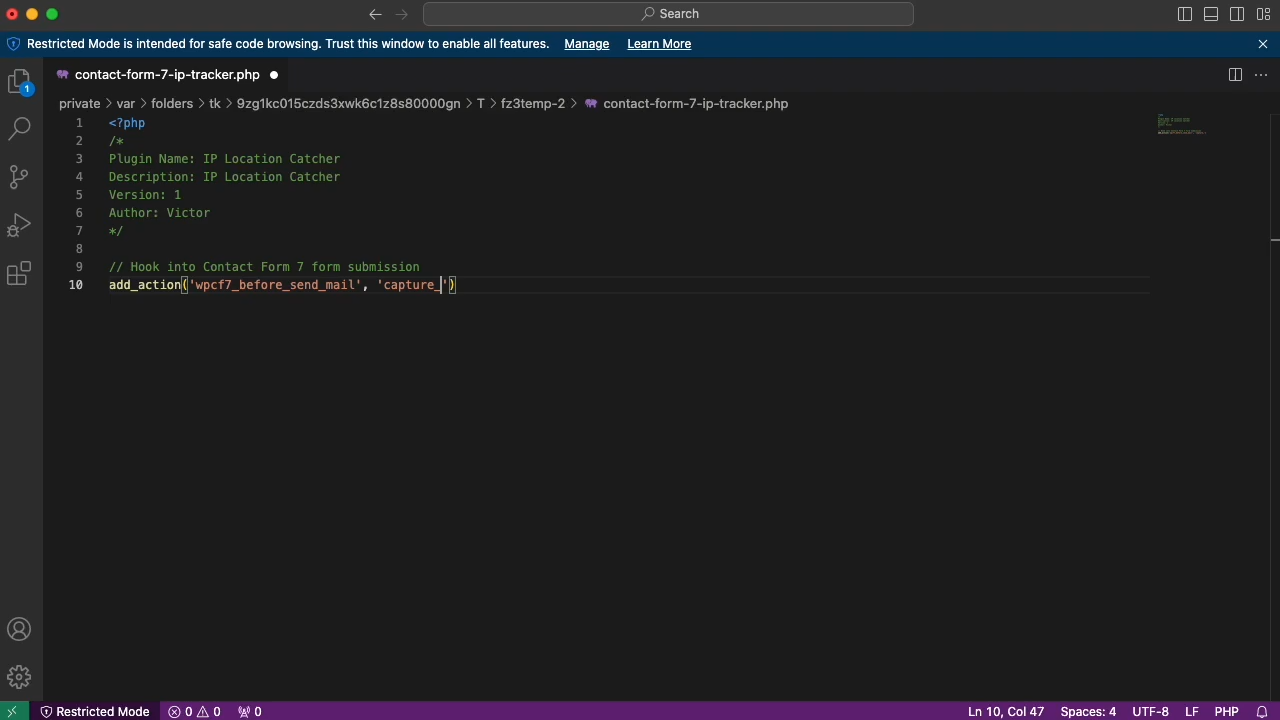 Search
Restricted Mode is intended for safe code browsing. Trust this window to enable all features. Manage Learn More
contact-form-7-ip-tracker.php
1
private > var > folders > tk > 9zg1kc015czds3xwk6c1z8s80000gn > T > fz3temp-2 > contact-form-7-ip-tracker.php
1 <?php
2 /*
3 Plugin Name: IP Location Catcher
4 Description: IP Location Catcher
5 Version: 1
6 Author: Victor
7 */
8
9 // Hook into Contact Form 7 form submission
10 add_action('wpcf7_before_send_mail', 'capture_')
Restricted Mode 0 0 0 Ln 10, Col 47 Spaces: 4 UTF-8 LF PHP